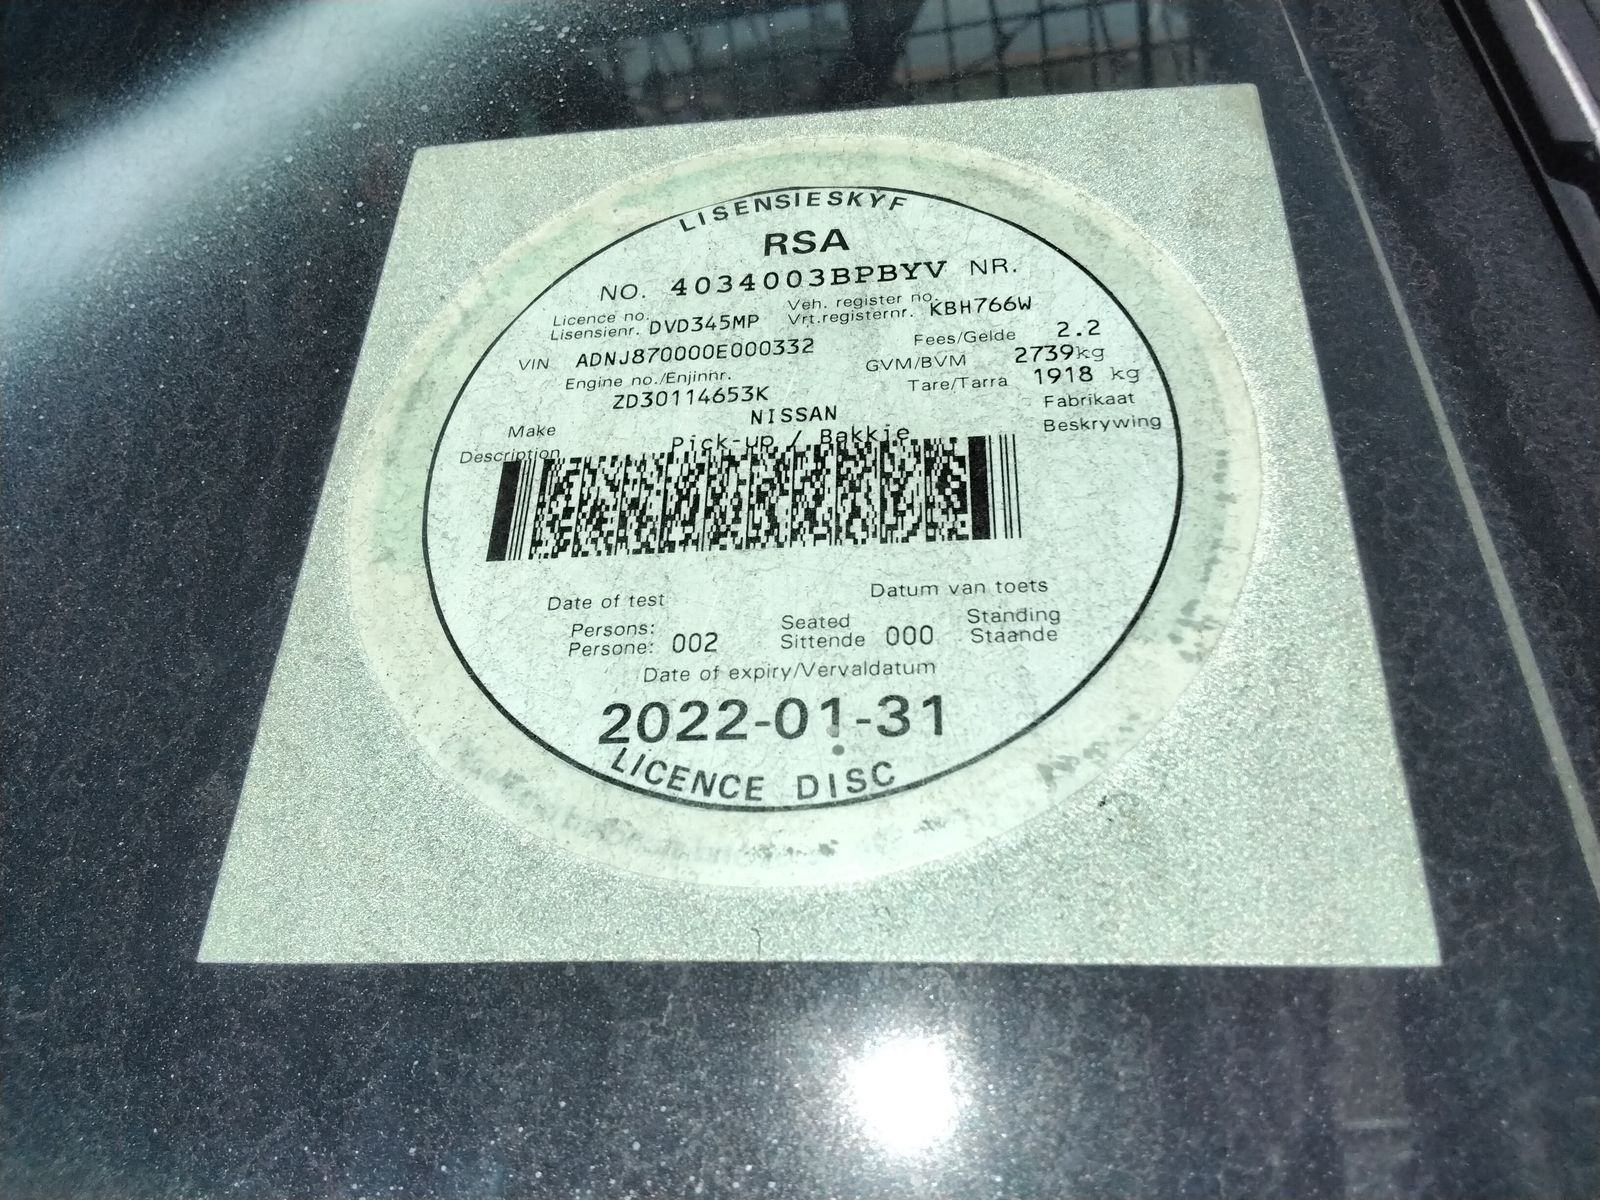 LISENSIESKYF
RSA
NO. 4034003BPBYV NR.
Licence no. Veh. register no.
Lisensienr. DVD345MP Vrt.registernr. KBH766W
VIN ADNJ870000E000332 Fees/Gelde 2.2
Engine no./Enjinnr. GVM/BVM 2739kg
ZD30114653K Tare/Tarra 1918 kg
Make NISSAN Fabrikaat
Description Pick-up / Bakkie Beskrywing
Date of test Datum van toets
Persons: Seated Standing
Persone: 002 Sittende 000 Staande
Date of expiry/Vervaldatum
2022-01-31
LICENCE DISC